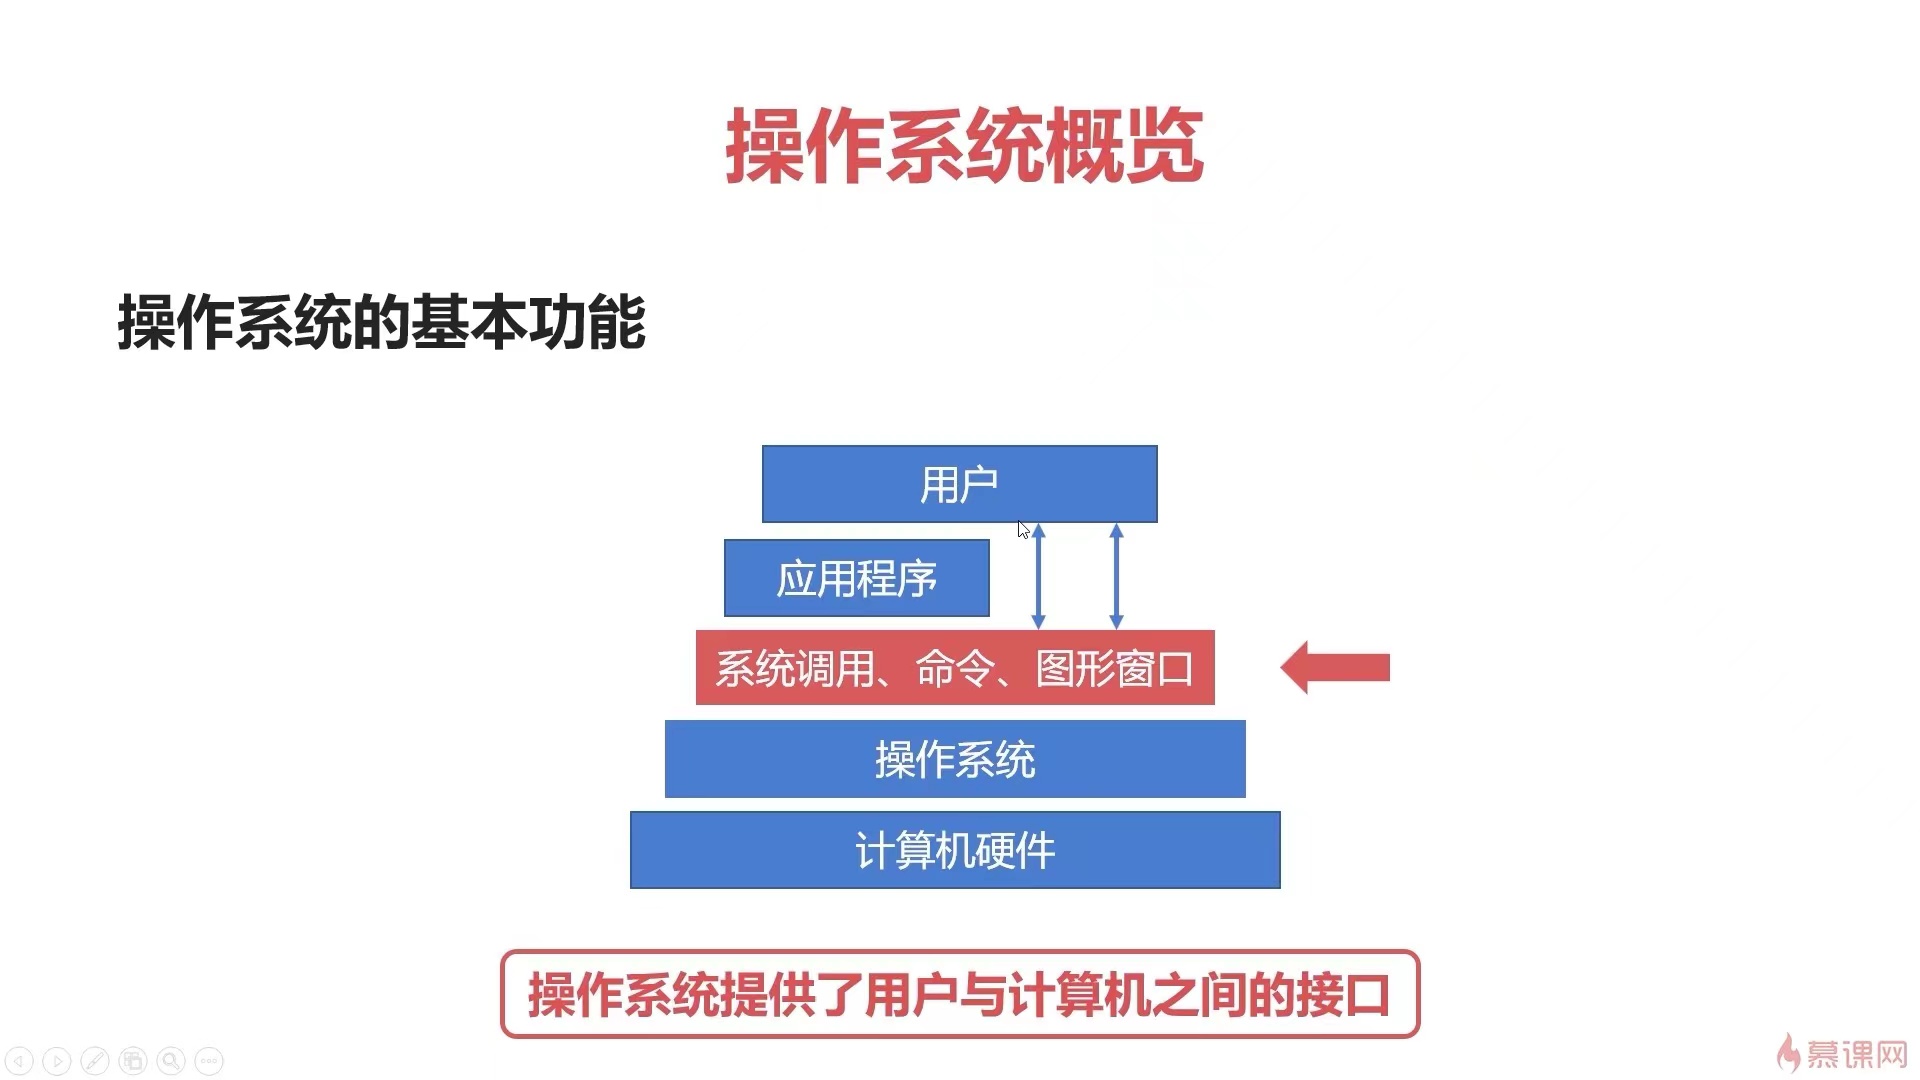 操作系统概览
操作系统的基本功能
用户
应用程序
系统调用、命令、图形窗口
操作系统
计算机硬件
操作系统提供了用户与计算机之间的接口
慕课网